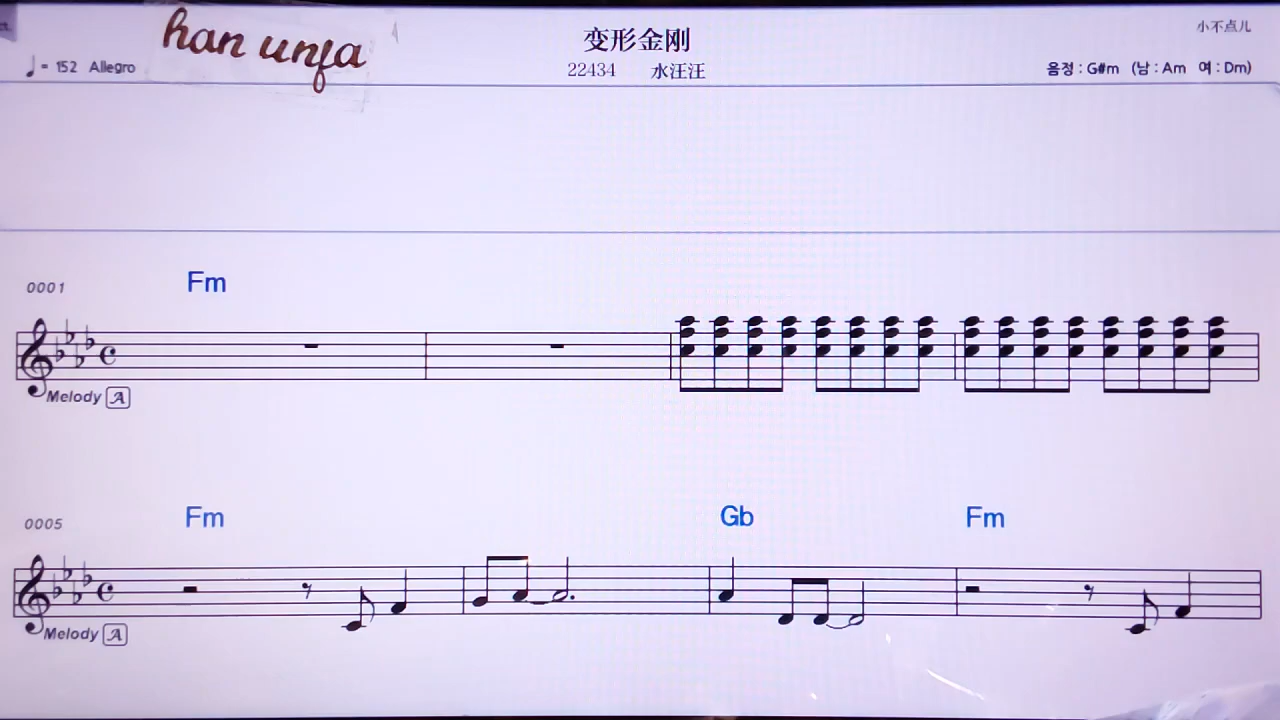 han unfa
变形金刚
小不点儿
♩= 152 Allegro
22434 水汪汪
음정 : G#m (남 : Am 여 : Dm)
0001
Fm
Melody A
0005
Fm Gb Fm
Melody A